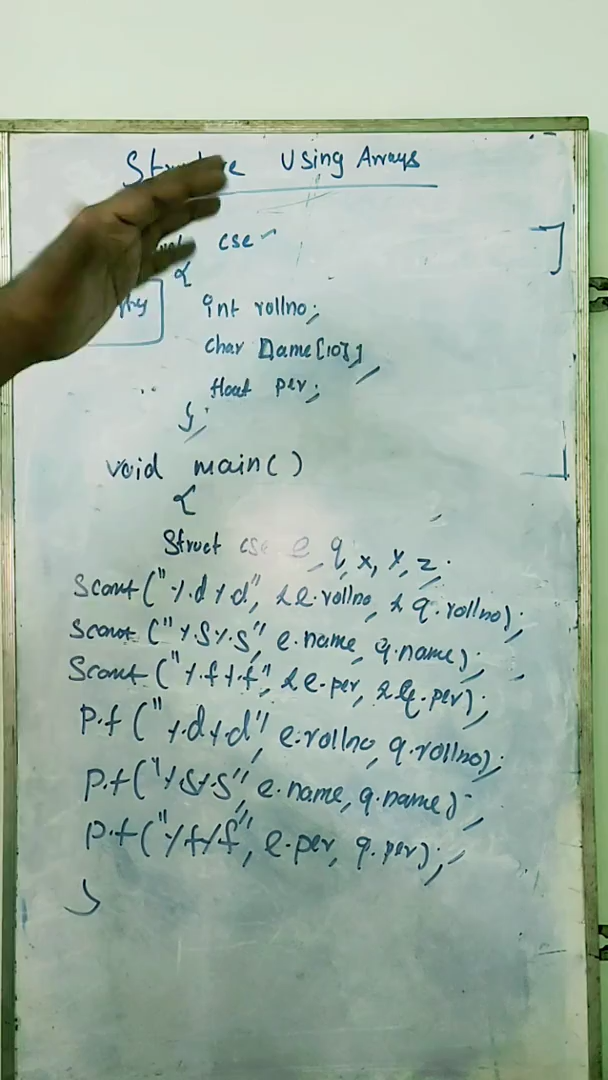 Using Arrays
cse
{
int rollno;
char name[10];
float per;
};
void main()
{
Struct cse e, q, x, y, z;
Scanf("%d%d", &e.rollno, &q.rollno);
Scanf("%s%s", e.name, q.name);
Scanf("%f%f", &e.per, &q.per);
P.f("%d%d", e.rollno, q.rollno);
P.f("%s%s", e.name, q.name);
P.f("%f%f", e.per, q.per);
}